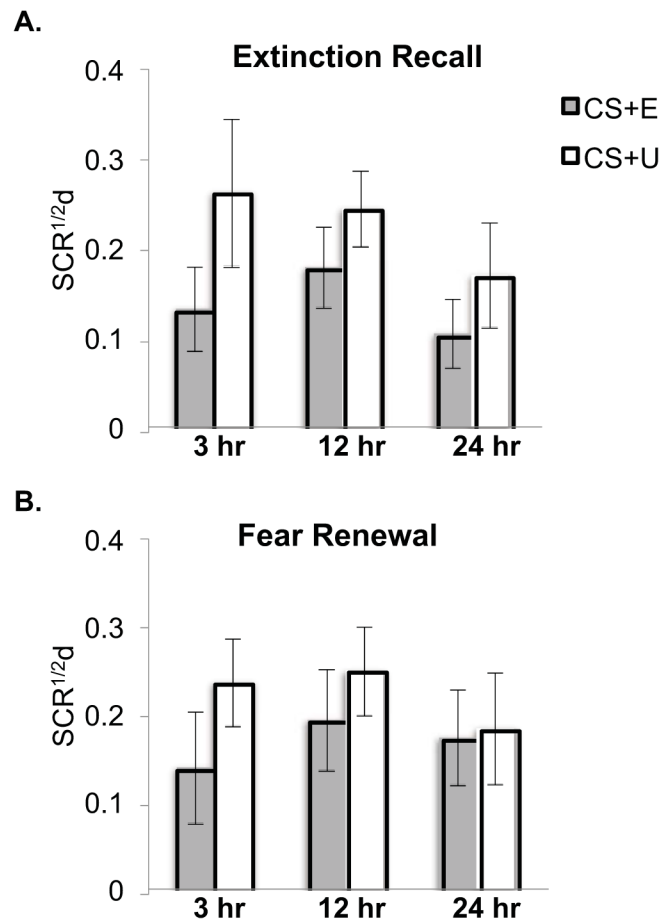 A.
Extinction Recall
0.4
0.3
0.2
0.1
0
SCR1/2d
CS+E
CS+U
3 hr 12 hr 24 hr
B.
Fear Renewal
0.4
0.3
0.2
0.1
0
SCR1/2d
3 hr 12 hr 24 hr